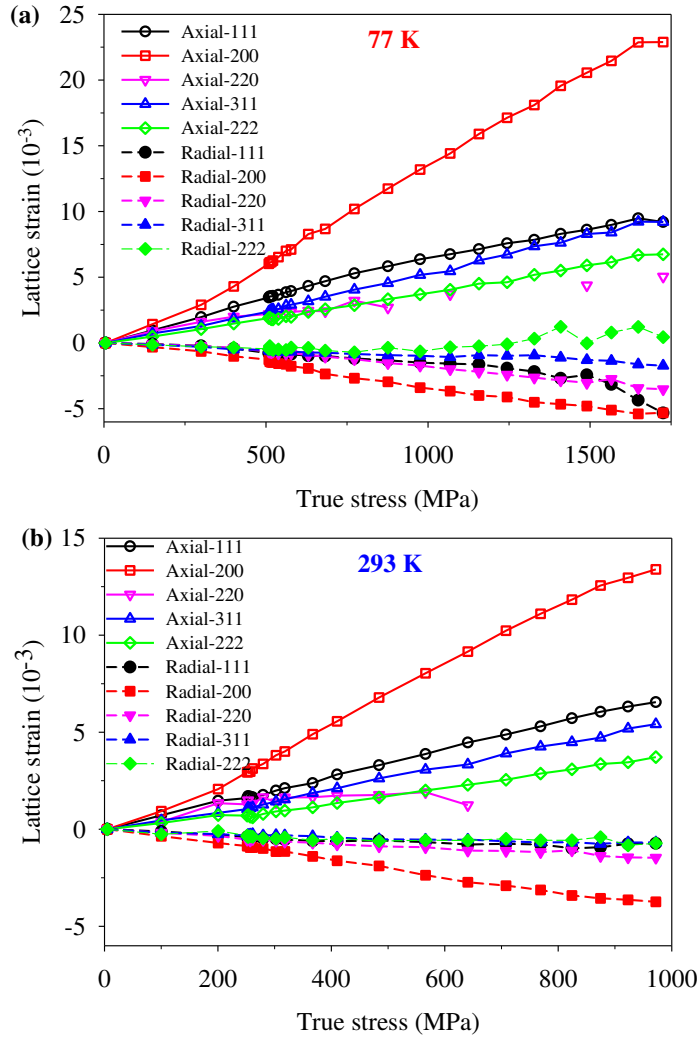 (a)
77 K
Axial-111
Axial-200
Axial-220
Axial-311
Axial-222
Radial-111
Radial-200
Radial-220
Radial-311
Radial-222
25
20
15
10
5
0
-5
Lattice strain (10-3)
0 500 1000 1500
True stress (MPa)
(b)
293 K
Axial-111
Axial-200
Axial-220
Axial-311
Axial-222
Radial-111
Radial-200
Radial-220
Radial-311
Radial-222
15
10
5
0
-5
Lattice strain (10-3)
0 200 400 600 800 1000
True stress (MPa)